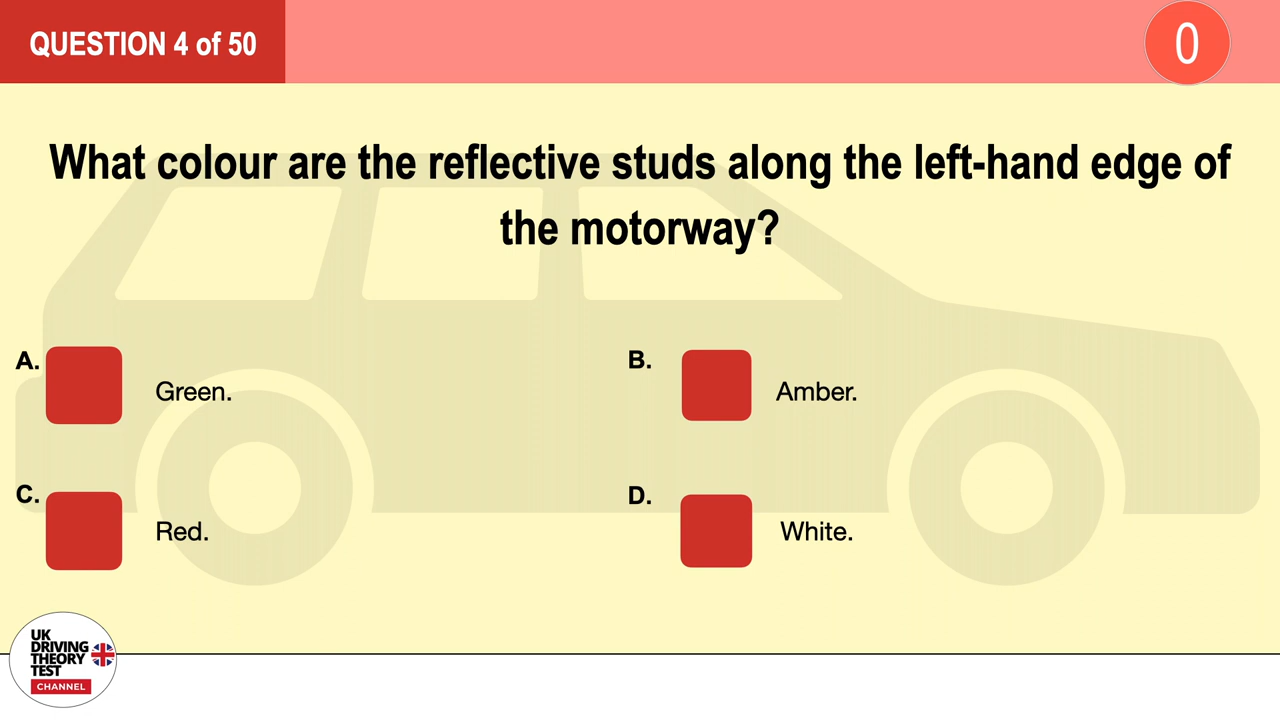 QUESTION 4 of 50
0
What colour are the reflective studs along the left-hand edge of
the motorway?
A.
Green.
B.
Amber.
C.
Red.
D.
White.
UK
DRIVING
THEORY
TEST
CHANNEL